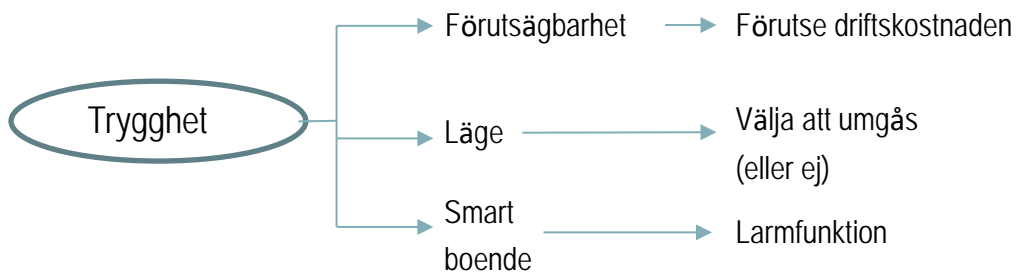 Förutsägbarhet
Förutse driftskostnaden
Trygghet
Läge
Välja att umgås
(eller ej)
Smart
boende
Larmfunktion